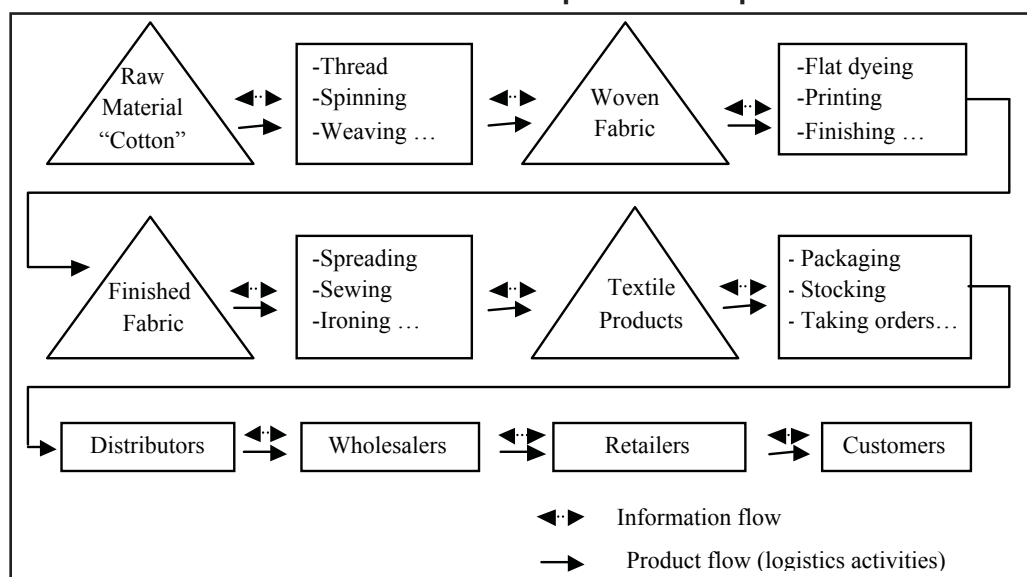 Raw
Material
“Cotton”
-Thread
-Spinning
-Weaving …
Woven
Fabric
-Flat dyeing
-Printing
-Finishing …
Finished
Fabric
-Spreading
-Sewing
-Ironing …
Textile
Products
- Packaging
- Stocking
- Taking orders…
Distributors
Wholesalers
Retailers
Customers
Information flow
Product flow (logistics activities)